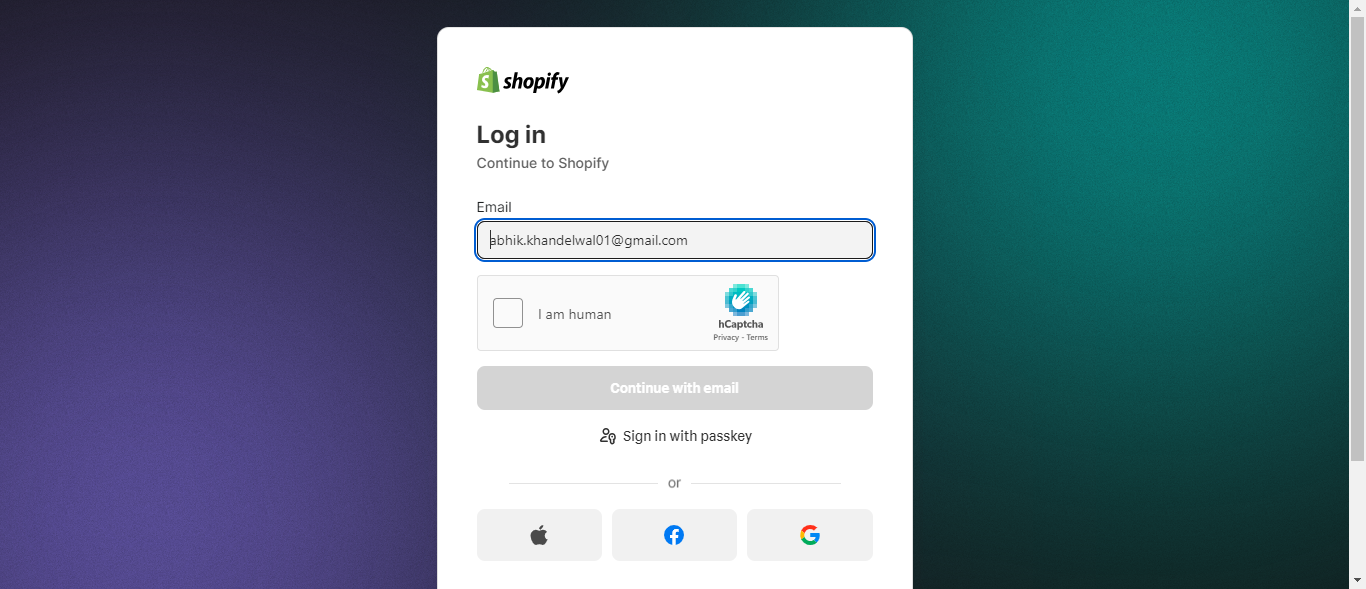 shopify
Log in
Continue to Shopify
Email
abhik.khandelwal01@gmail.com
I am human
hCaptcha
Privacy - Terms
Continue with email
Sign in with passkey
or